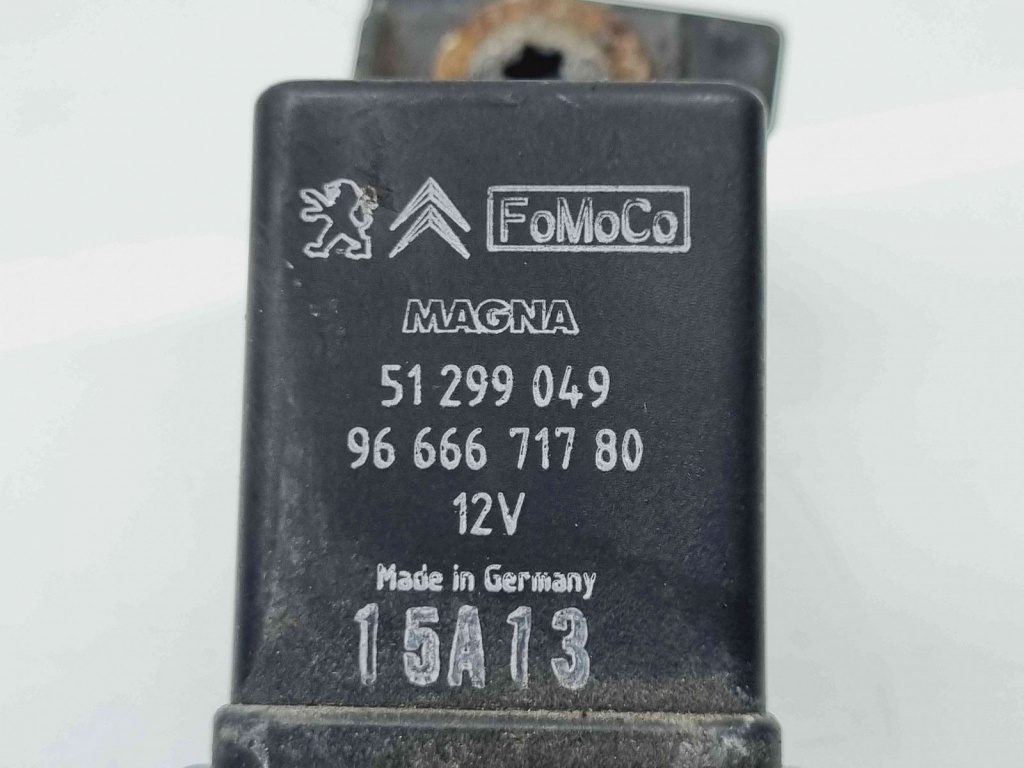 FoMoCo
MAGNA
51 299 049
96 666 717 80
12V
Made in Germany
15A13